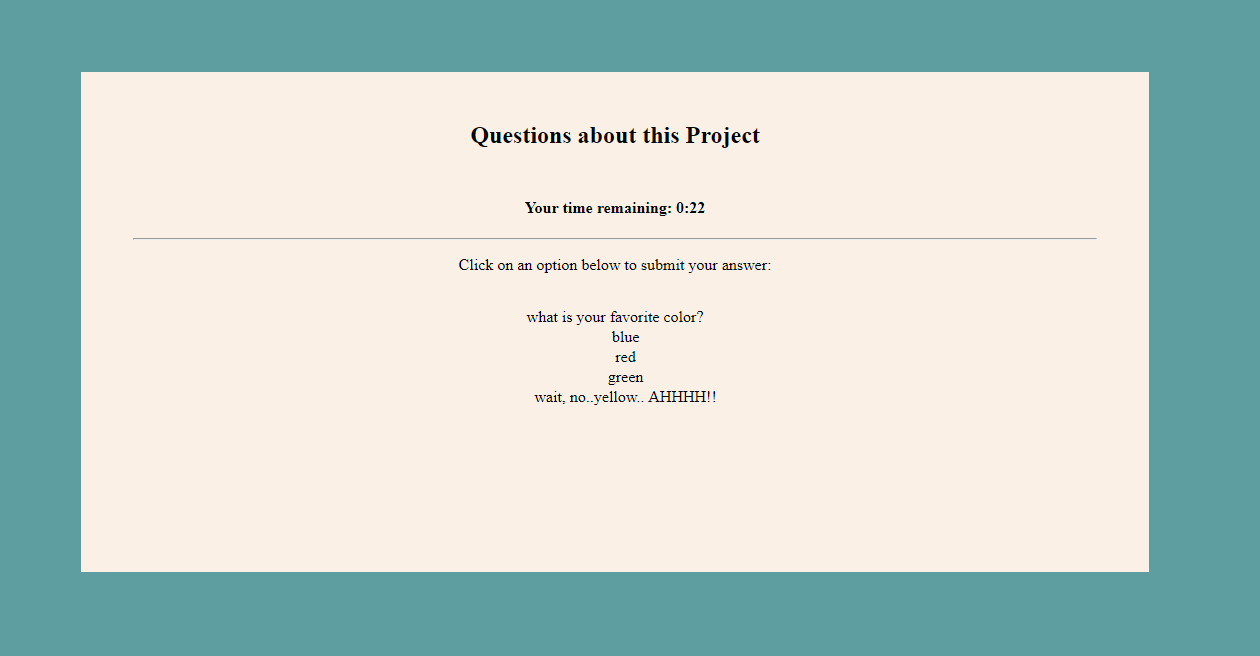 Questions about this Project
Your time remaining: 0:22
Click on an option below to submit your answer:
what is your favorite color?
blue
red
green
wait, no..yellow.. AHHHH!!